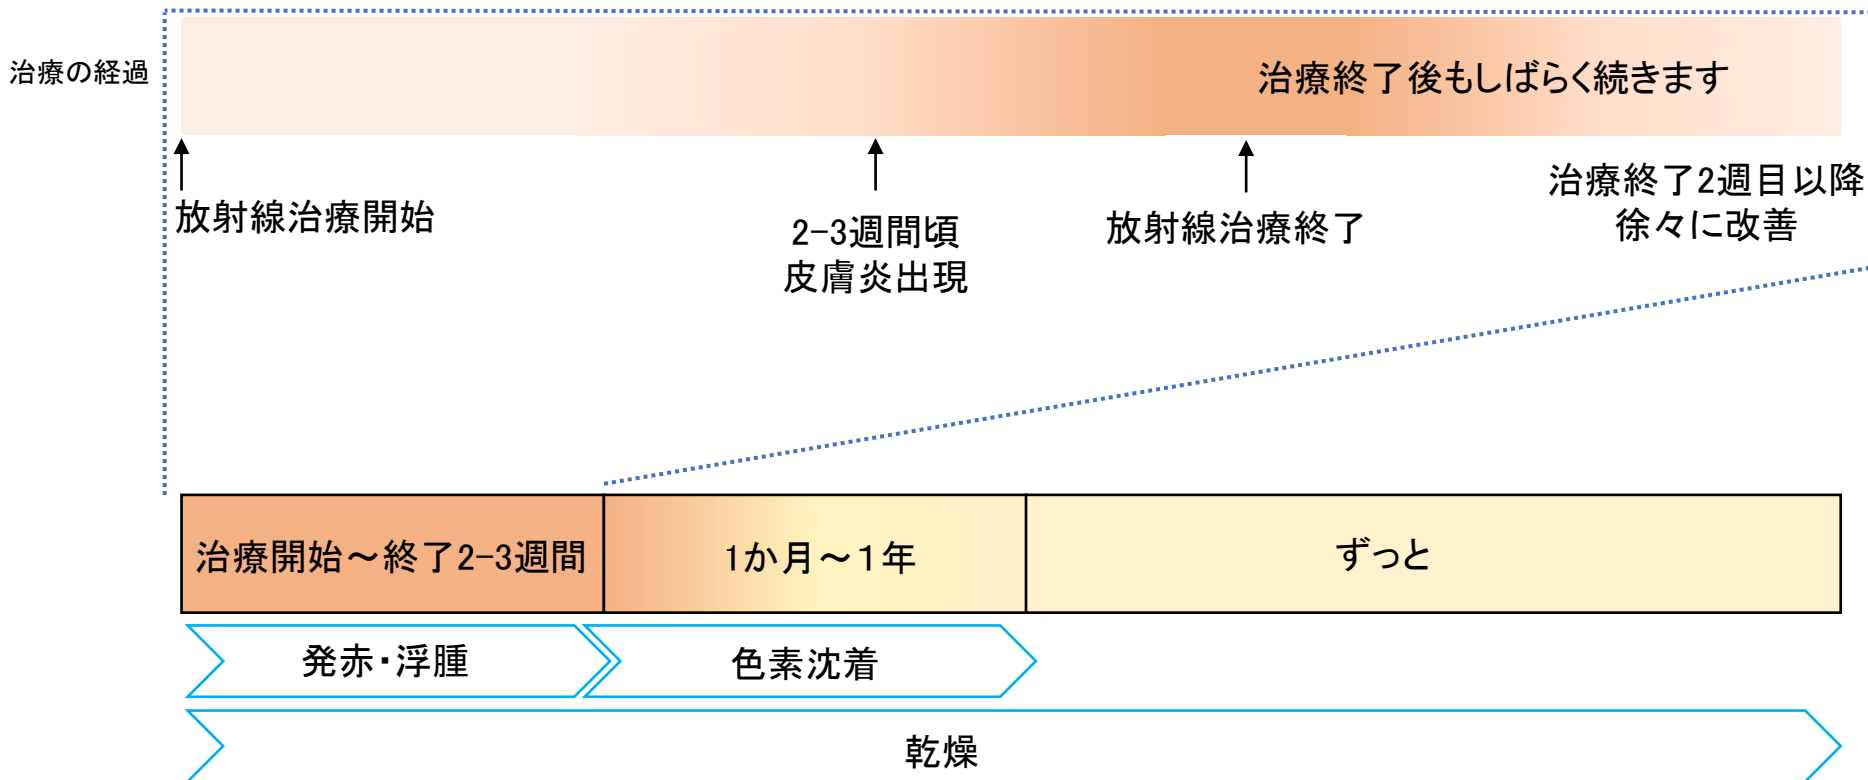 治療の経過
治療終了後もしばらく続きます
放射線治療開始
2-3週間頃
皮膚炎出現
放射線治療終了
治療終了2週目以降
徐々に改善
治療開始～終了2-3週間
1か月～１年
ずっと
発赤・浮腫
色素沈着
乾燥